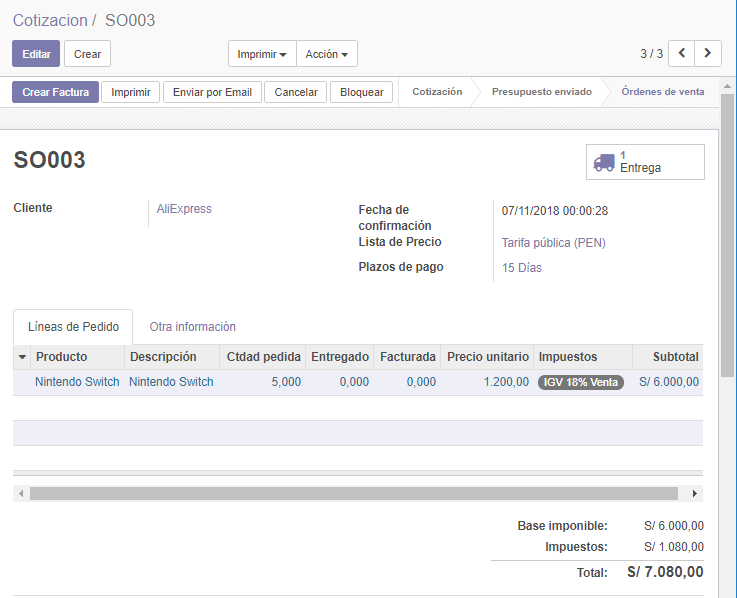 Cotizacion / SO003
Editar Crear Imprimir Acción 3 / 3
Crear Factura Imprimir Enviar por Email Cancelar Bloquear Cotización Presupuesto enviado Órdenes de venta
SO003
1
Entrega
Cliente AliExpress
Fecha de confirmación 07/11/2018 00:00:28
Lista de Precio Tarifa pública (PEN)
Plazos de pago 15 Días
Líneas de Pedido Otra información
Producto Descripción Ctdad pedida Entregado Facturada Precio unitario Impuestos Subtotal
Nintendo Switch Nintendo Switch 5,000 0,000 0,000 1.200,00 IGV 18% Venta S/ 6.000,00
Base imponible: S/ 6.000,00
Impuestos: S/ 1.080,00
Total: S/ 7.080,00